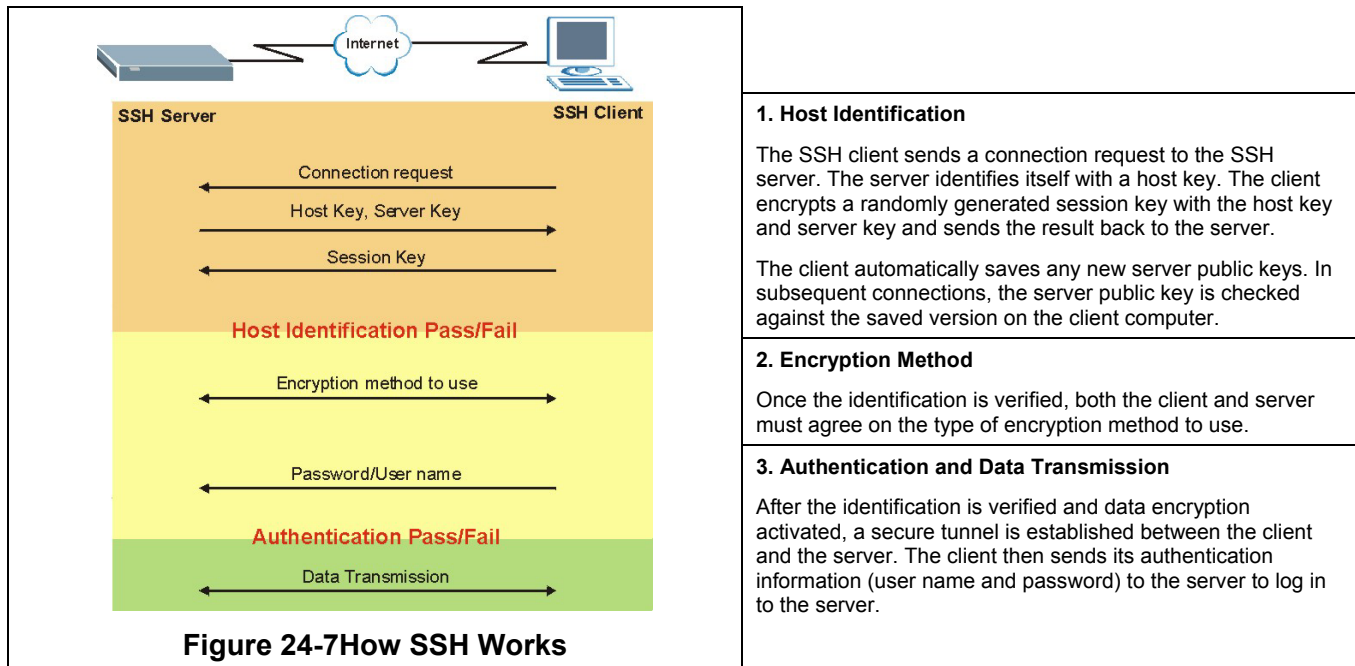 Internet
SSH Server
SSH Client
Connection request
Host Key, Server Key
Session Key
Host Identification Pass/Fail
Encryption method to use
Password/User name
Authentication Pass/Fail
Data Transmission
Figure 24-7How SSH Works
1. Host Identification
The SSH client sends a connection request to the SSH
server. The server identifies itself with a host key. The client
encrypts a randomly generated session key with the host key
and server key and sends the result back to the server.
The client automatically saves any new server public keys. In
subsequent connections, the server public key is checked
against the saved version on the client computer.
2. Encryption Method
Once the identification is verified, both the client and server
must agree on the type of encryption method to use.
3. Authentication and Data Transmission
After the identification is verified and data encryption
activated, a secure tunnel is established between the client
and the server. The client then sends its authentication
information (user name and password) to the server to log in
to the server.